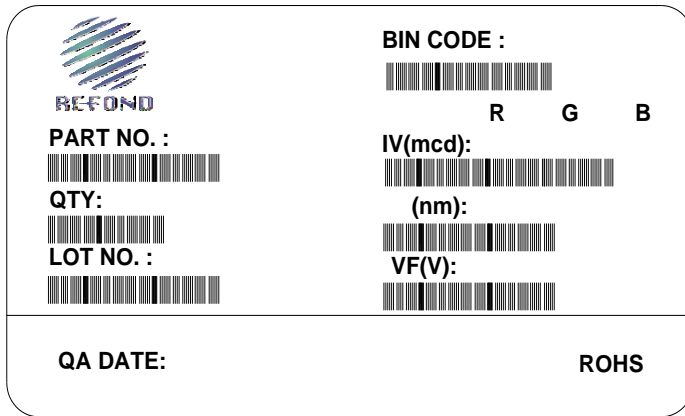 REFOND
BIN CODE :
R G B
PART NO. :
IV(mcd):
QTY:
(nm):
LOT NO. :
VF(V):
QA DATE:
ROHS